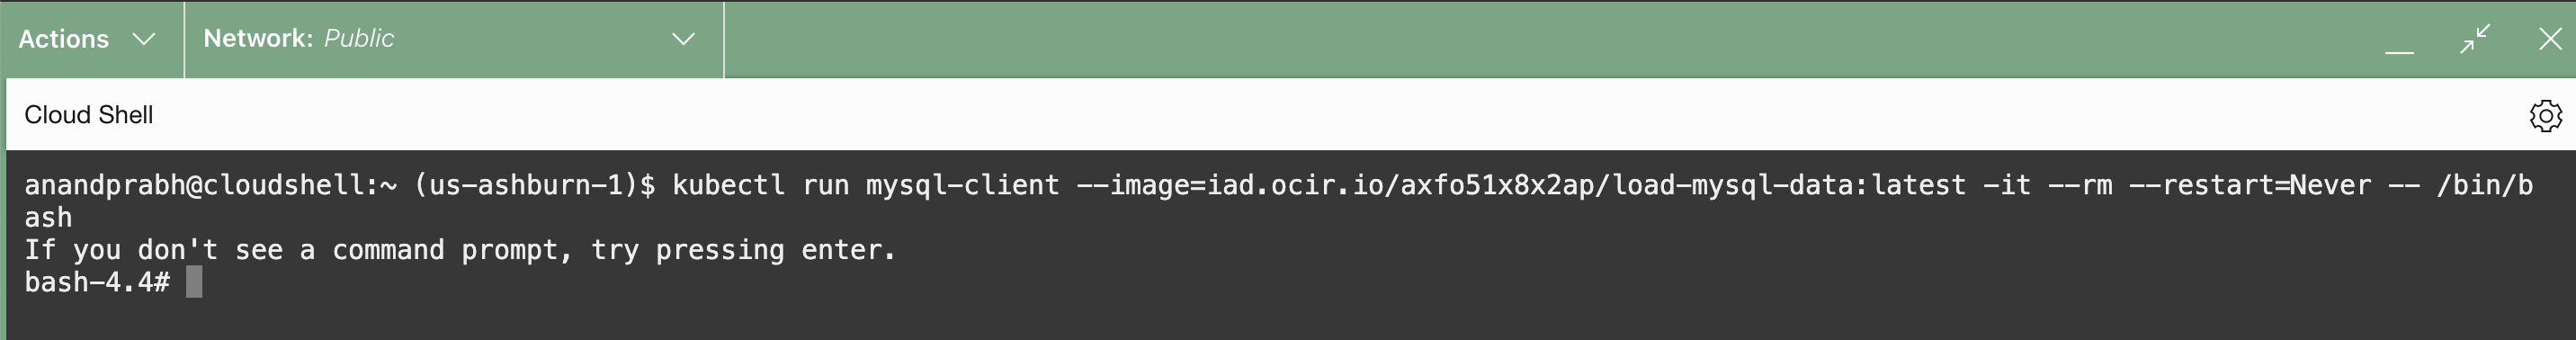 Actions
Network: Public
Cloud Shell
anandprabh@cloudshell:~ (us-ashburn-1)$ kubectl run mysql-client --image=iad.ocir.io/axfo51x8x2ap/load-mysql-data:latest -it --rm --restart=Never -- /bin/b
ash
If you don't see a command prompt, try pressing enter.
bash-4.4#